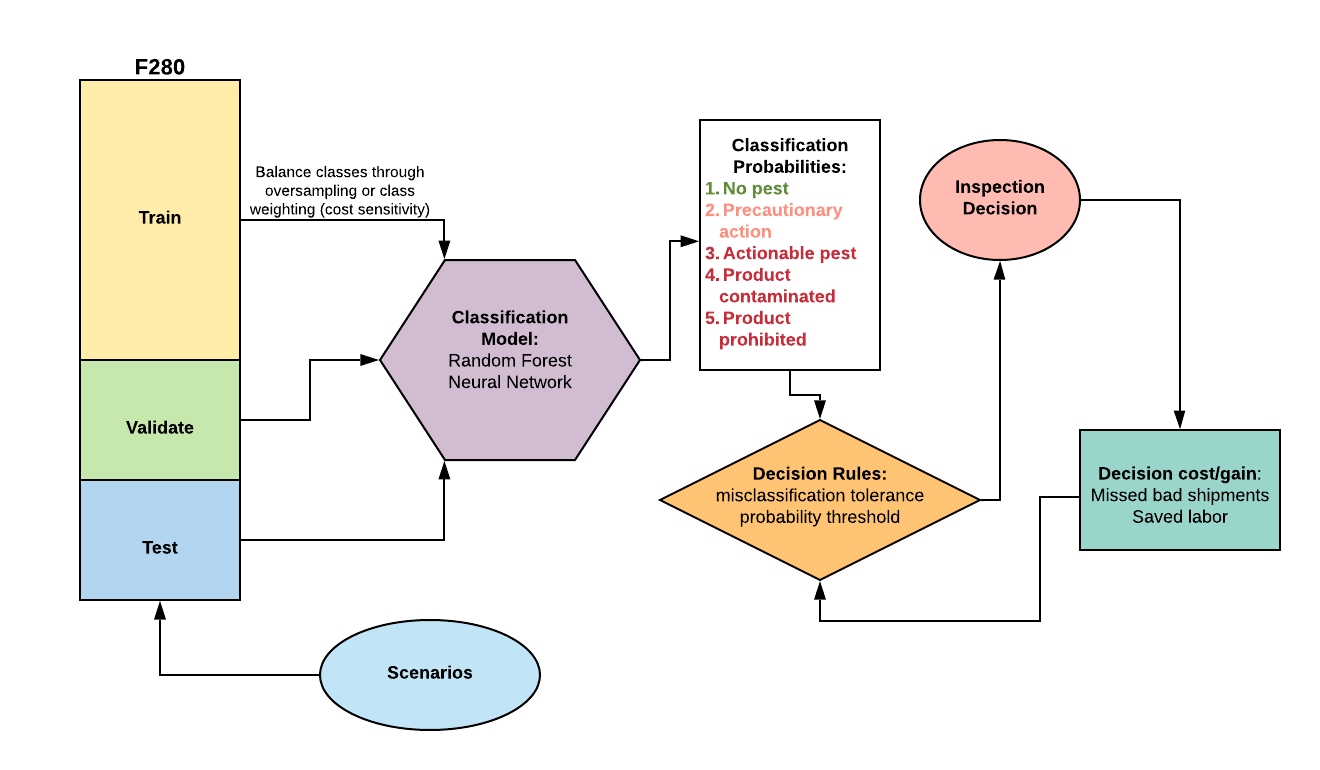 F280
Train
Validate
Test
Balance classes through
oversampling or class
weighting (cost sensitivity)
Classification
Model:
Random Forest
Neural Network
Scenarios
Classification
Probabilities:
1. No pest
2. Precautionary
action
3. Actionable pest
4. Product
contaminated
5. Product
prohibited
Decision Rules:
misclassification tolerance
probability threshold
Inspection
Decision
Decision cost/gain:
Missed bad shipments
Saved labor